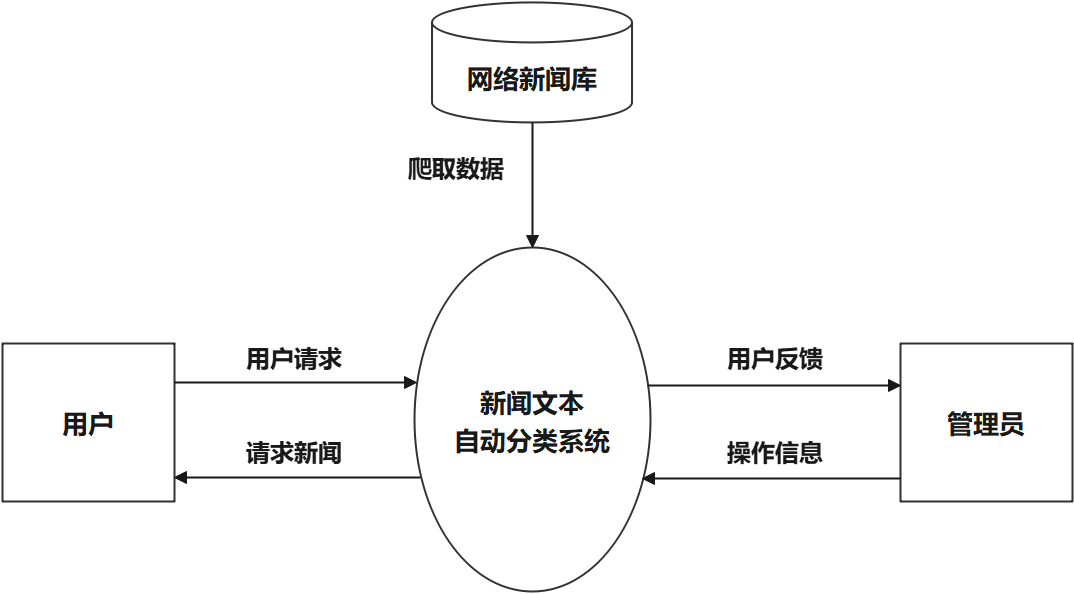 网络新闻库
爬取数据
用户请求
用户反馈
用户
新闻文本
自动分类系统
管理员
请求新闻
操作信息